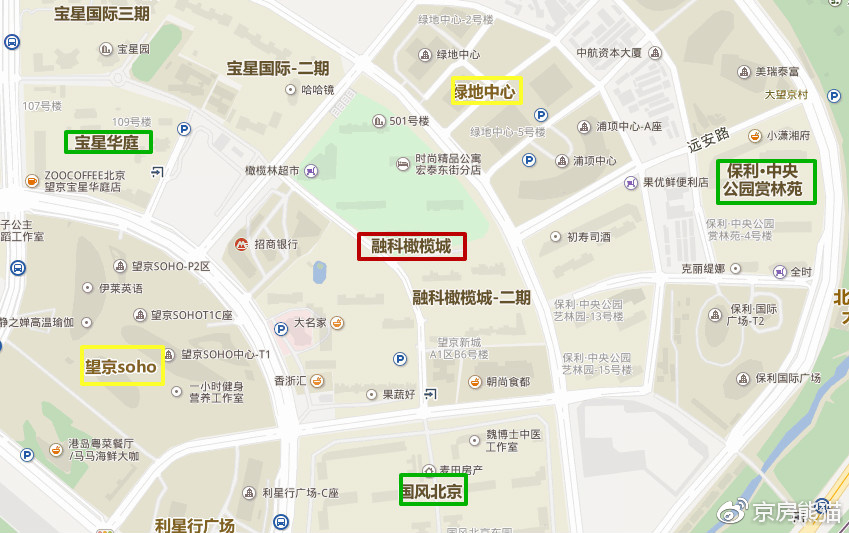 宝星国际三期
绿地中心-2号楼
宝星园
绿地中心
中航资本大厦
宝星国际-二期
美瑞泰富
哈哈镜
绿地中心
大望京村
107号楼
109号楼
501号楼
绿地中心-5号楼
浦项中心-A座
小潇湘府
宝星华庭
远安路
时尚精品公寓
宏泰东街分店
浦项中心
橄榄林超市
ZOOCOFFEE北京
望京宝星华庭店
果优鲜便利店
保利·中央
公园赏林苑
子公主
蹈工作室
保利·中央公园
赏林苑-4号楼
招商银行
融科橄榄城
初寿司酒
望京SOHO-P2区
克丽缇娜
全时
伊莱英语
融科橄榄城-二期
北
大
望京SOHOT1C座
保利·中央公园
艺林园-13号楼
保利·国际
广场-T2
静之婵高温瑜伽
大名家
望京新城
A1区B6号楼
望京SOHO中心-T1
保利·中央公园
艺林园-15号楼
望京soho
香浙汇
朝尚食都
保利国际广场
一小时健身
营养工作室
果蔬好
港岛粤菜餐厅
/马马海鲜大咖
魏博士中医
工作室
麦田房产
利星行广场-C座
国风北京
利星行广场
国风北京东园
京房熊猫